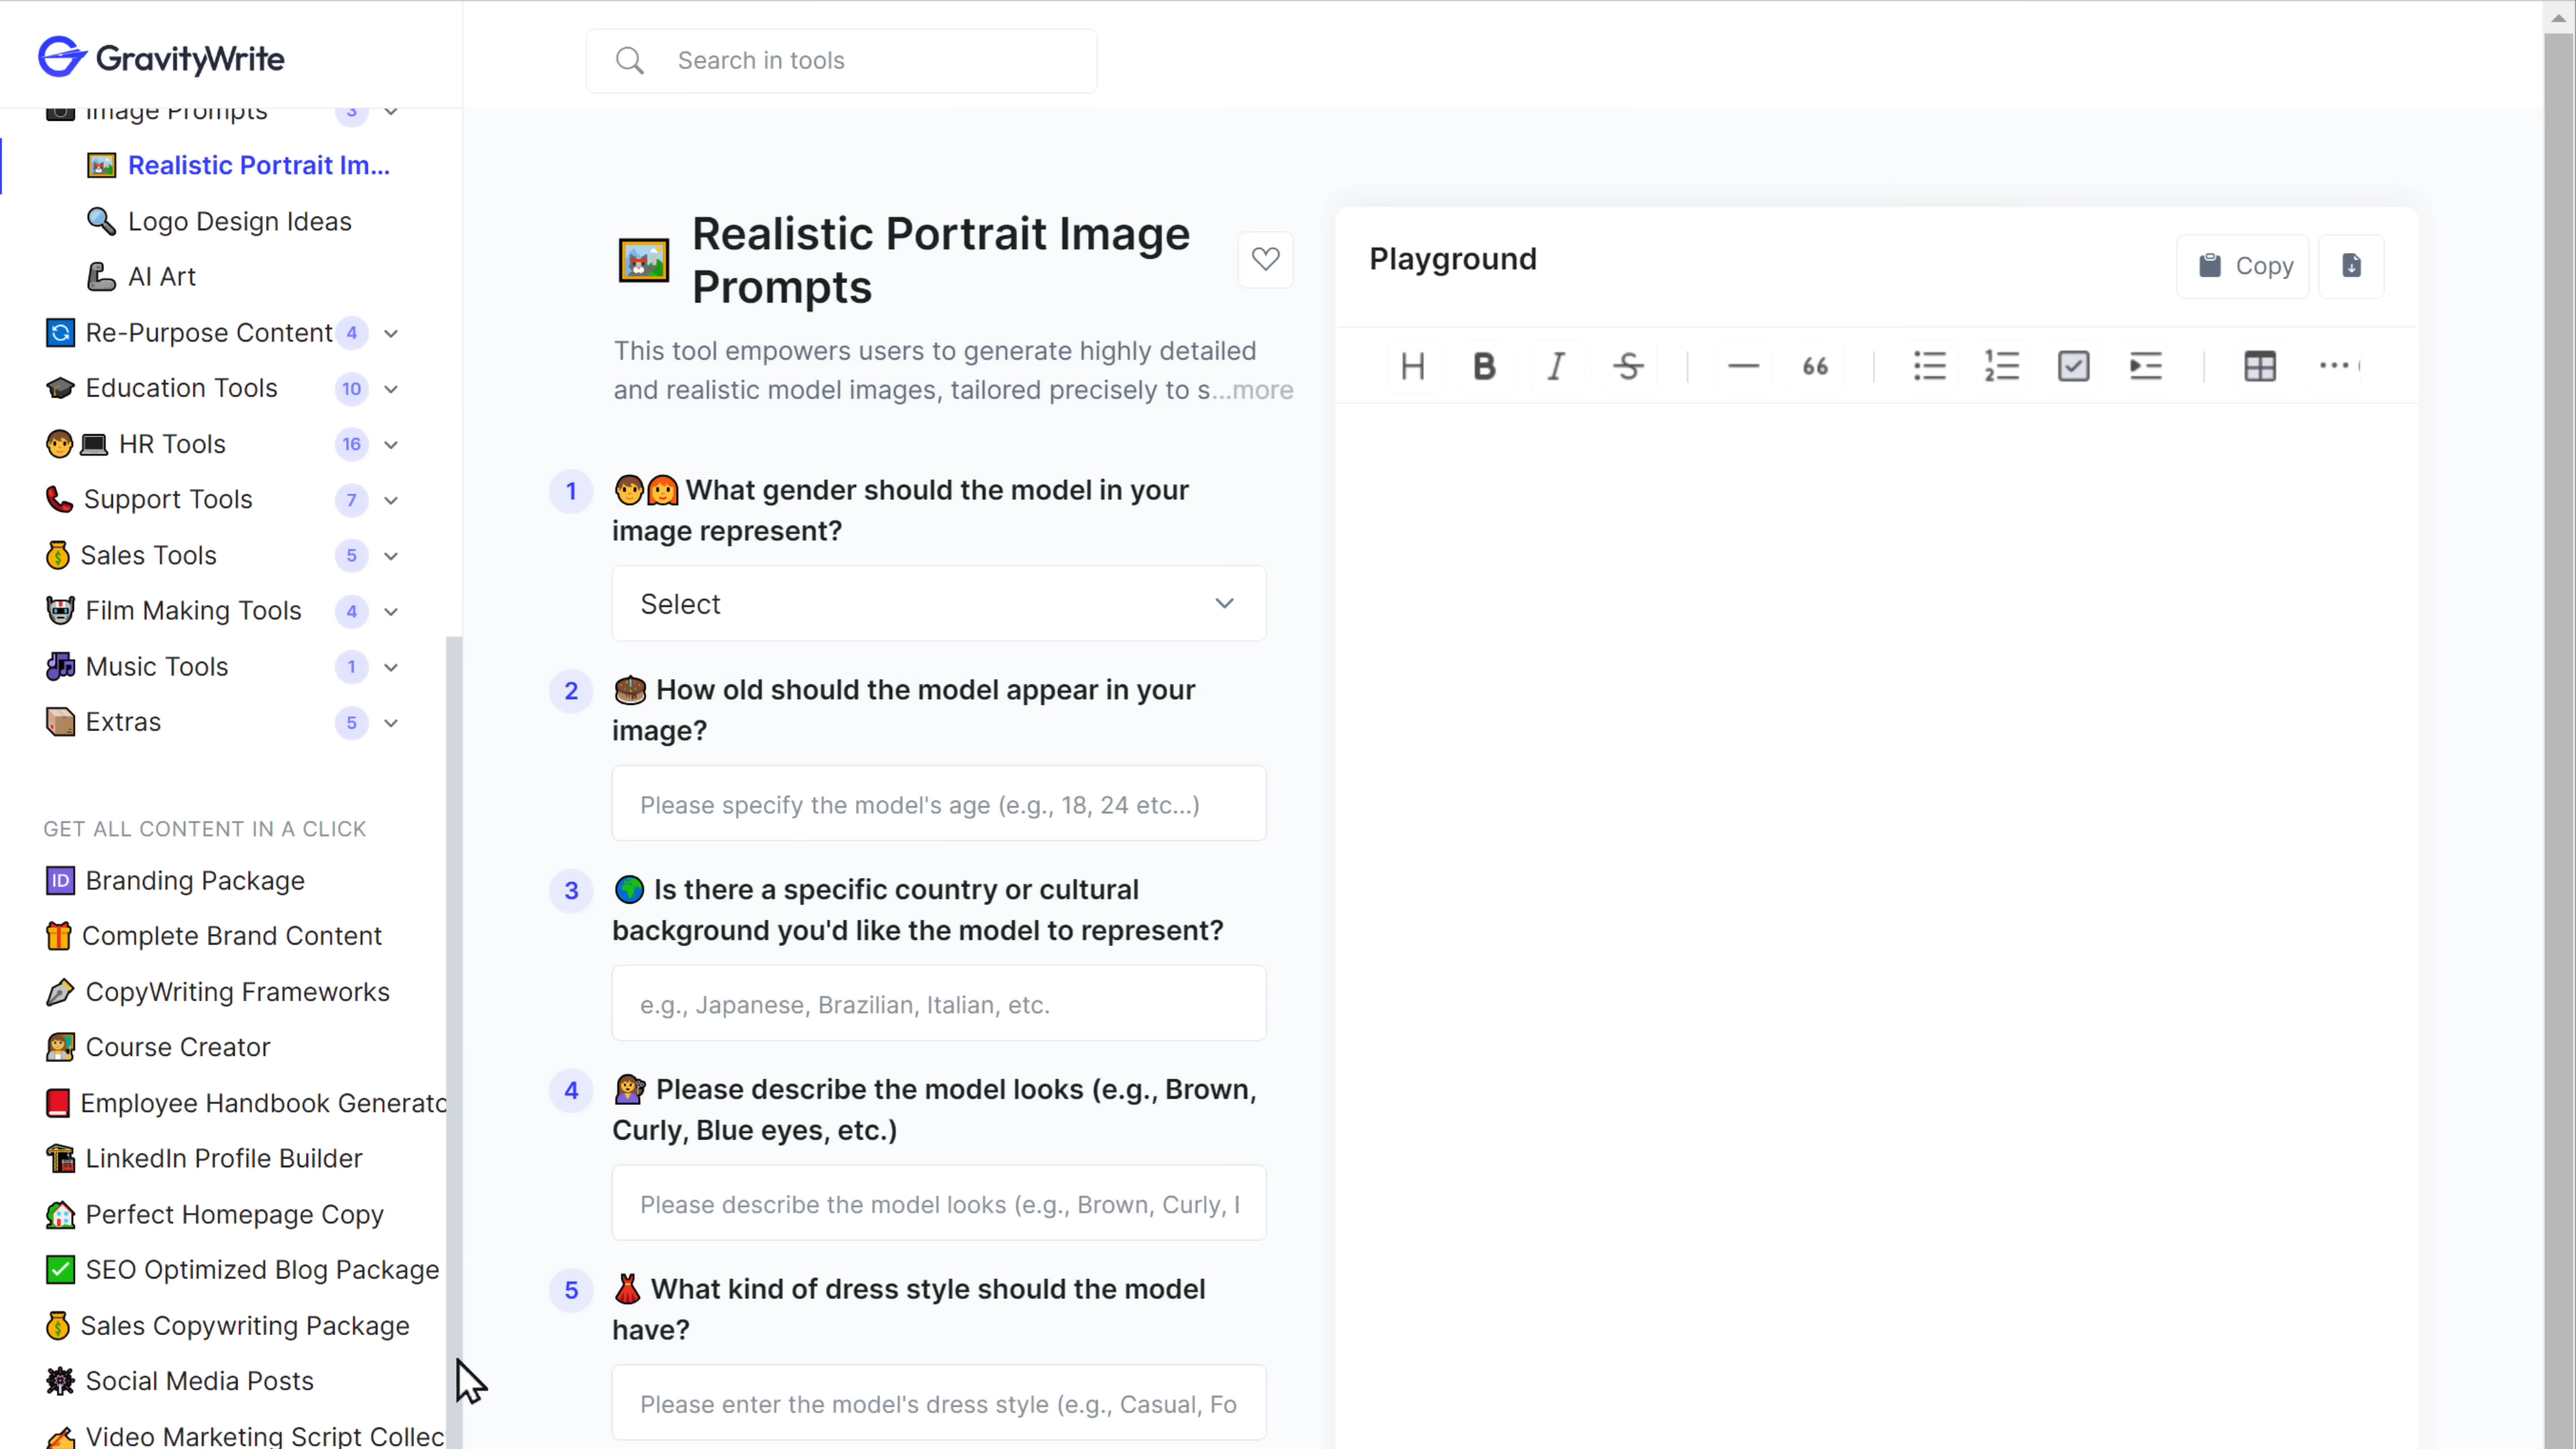 GravityWrite
Search in tools
Image Prompts 3
Realistic Portrait Im...
Logo Design Ideas
AI Art
Re-Purpose Content 4
Education Tools 10
HR Tools 16
Support Tools 7
Sales Tools 5
Film Making Tools 4
Music Tools 1
Extras 5
GET ALL CONTENT IN A CLICK
ID Branding Package
Complete Brand Content
CopyWriting Frameworks
Course Creator
Employee Handbook Generato
LinkedIn Profile Builder
Perfect Homepage Copy
SEO Optimized Blog Package
Sales Copywriting Package
Social Media Posts
Video Marketing Script Collec
Realistic Portrait Image
Prompts
This tool empowers users to generate highly detailed
and realistic model images, tailored precisely to s...more
1 What gender should the model in your
image represent?
Select
2 How old should the model appear in your
image?
Please specify the model's age (e.g., 18, 24 etc...)
3 Is there a specific country or cultural
background you'd like the model to represent?
e.g., Japanese, Brazilian, Italian, etc.
4 Please describe the model looks (e.g., Brown,
Curly, Blue eyes, etc.)
Please describe the model looks (e.g., Brown, Curly,
5 What kind of dress style should the model
have?
Please enter the model's dress style (e.g., Casual, Fo
Playground
Copy
H B I S 66